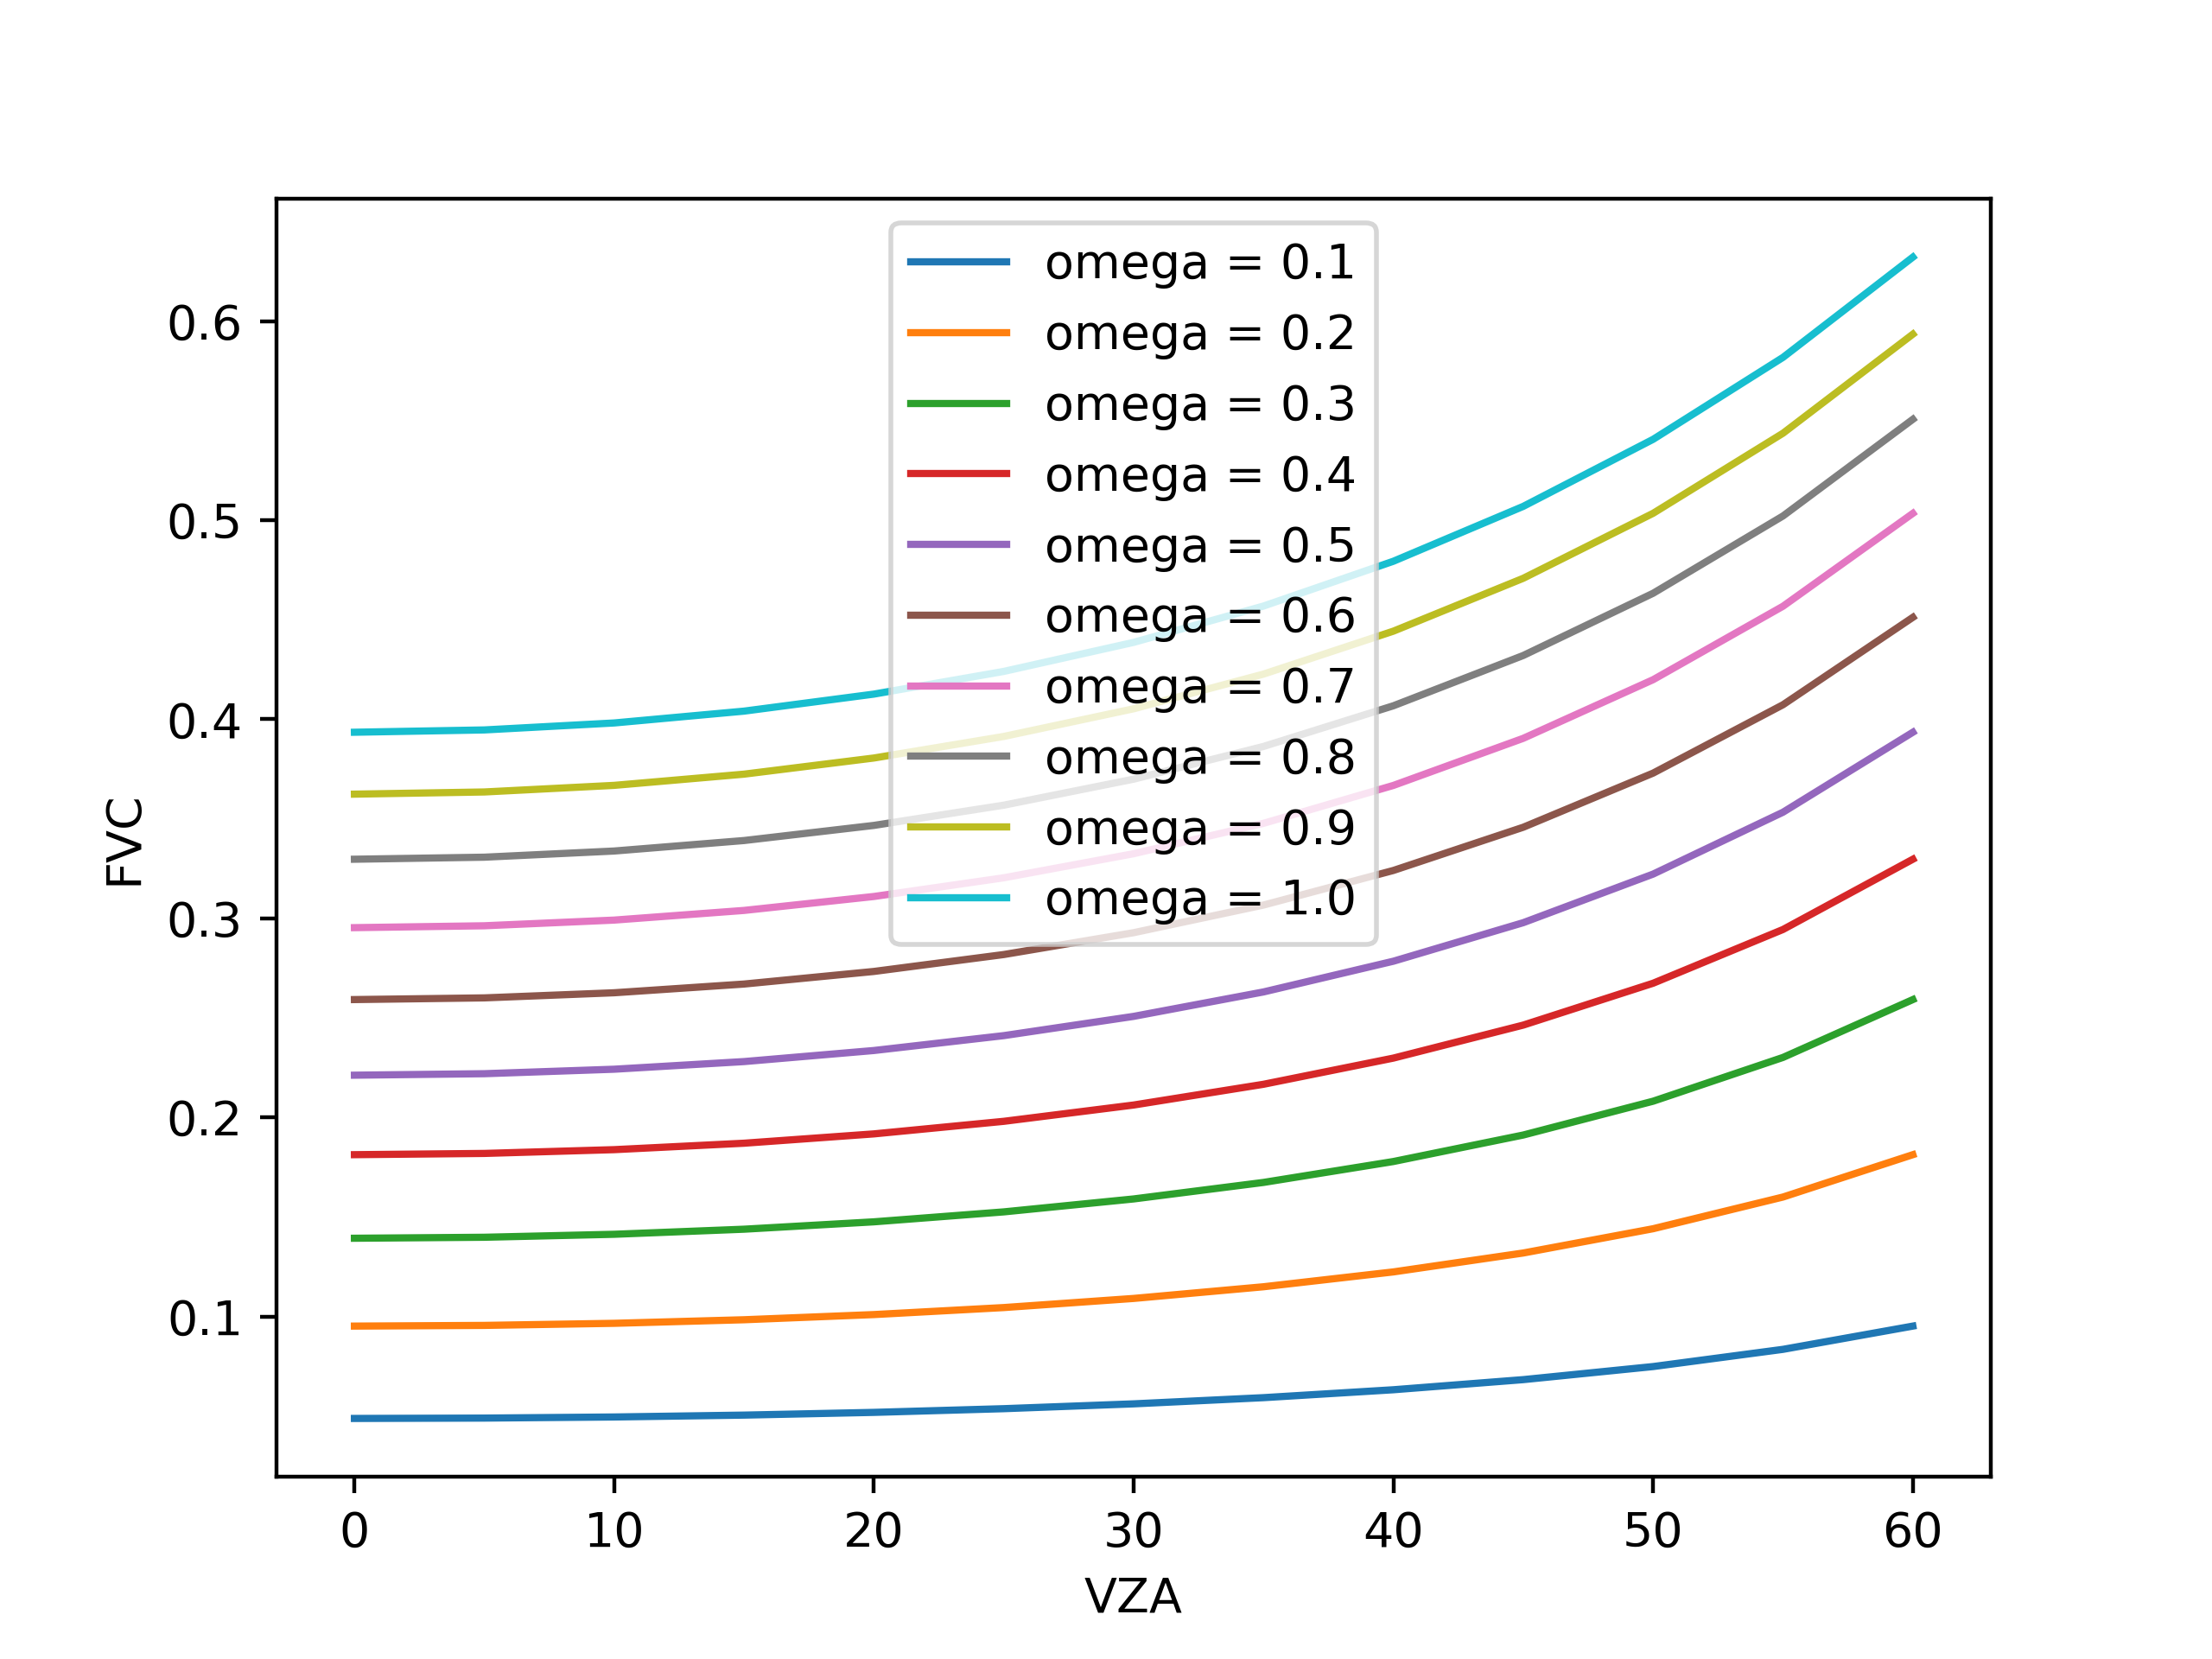 omega = 0.1
omega = 0.2
omega = 0.3
omega = 0.4
omega = 0.5
omega = 0.6
omega = 0.7
omega = 0.8
omega = 0.9
omega = 1.0
0.6
0.5
0.4
0.3
0.2
0.1
FVC
0 10 20 30 40 50 60
VZA